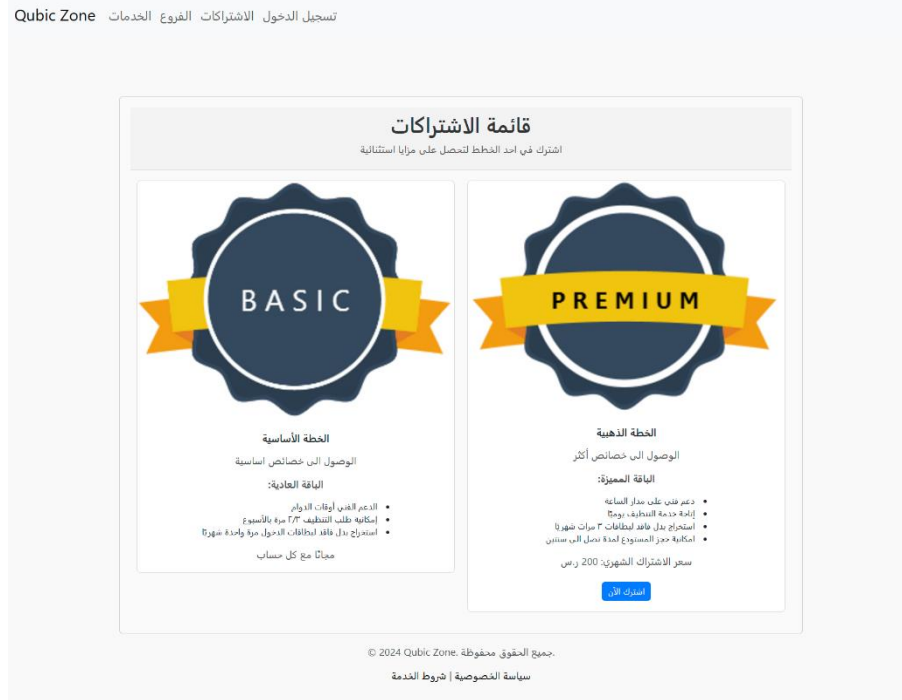 Qubic Zone الخدمات الفروع الاشتراكات تسجيل الدخول
قائمة الاشتراكات
اشترك في احد الخطط لتحصل على مزايا استثنائية
PREMIUM
الخطة الذهبية
الوصول الى خصائص أكثر
الباقة المميزة:
دعم فني على مدار الساعة
إتاحة خدمة التنظيف يوميًا
استخراج بدل فاقد لبطاقات ٣ مرات شهريًا
امكانية حجز المستودع لمدة تصل الى سنتين
سعر الاشتراك الشهري: 200 ر.س
اشترك الآن
BASIC
الخطة الأساسية
الوصول الى خصائص اساسية
الباقة العادية:
الدعم الفني أوقات الدوام
إمكانية طلب التنظيف ٢/٣ مرة بالأسبوع
استخراج بدل فاقد لبطاقات الدخول مرة واحدة شهريًا
مجانًا مع كل حساب
© 2024 Qubic Zone. جميع الحقوق محفوظة.
سياسة الخصوصية | شروط الخدمة